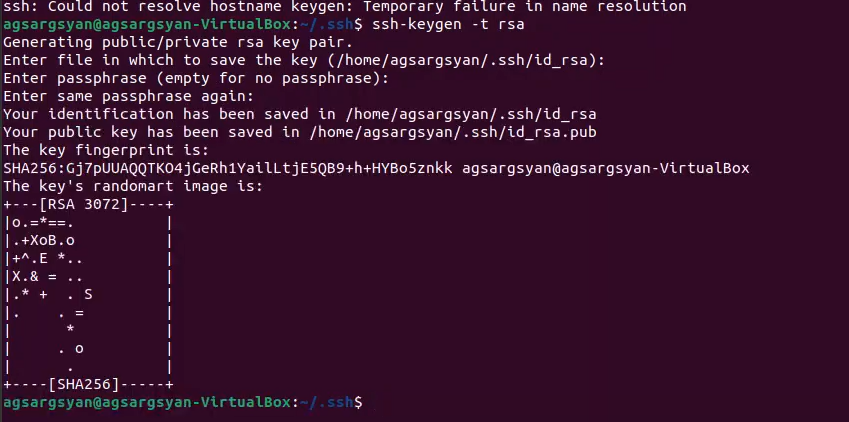 ssh: Could not resolve hostname keygen: Temporary failure in name resolution
agsargsyan@agsargsyan-VirtualBox:~/.ssh$ ssh-keygen -t rsa
Generating public/private rsa key pair.
Enter file in which to save the key (/home/agsargsyan/.ssh/id_rsa):
Enter passphrase (empty for no passphrase):
Enter same passphrase again:
Your identification has been saved in /home/agsargsyan/.ssh/id_rsa
Your public key has been saved in /home/agsargsyan/.ssh/id_rsa.pub
The key fingerprint is:
SHA256:Gj7pUUAQQTKO4jGeRh1YailLtjE5QB9+h+HYBo5znkk agsargsyan@agsargsyan-VirtualBox
The key's randomart image is:
+---[RSA 3072]----+
|o.=*==.          |
|.+XoB.o          |
|+^.E *..         |
|X.& = ..         |
|.* +  . S        |
|.    . =         |
|      *          |
|     . o         |
|      .          |
+----[SHA256]-----+
agsargsyan@agsargsyan-VirtualBox:~/.ssh$